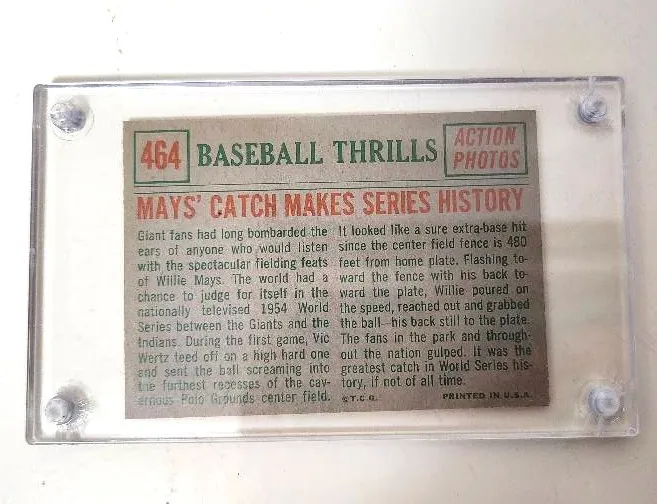 464 BASEBALL THRILLS ACTION PHOTOS
MAYS' CATCH MAKES SERIES HISTORY
Giant fans had long bombarded the
ears of anyone who would listen
with the spectacular fielding feats
of Willie Mays. The world had a
chance to judge for itself in the
nationally televised 1954 World
Series between the Giants and the
Indians. During the first game, Vic
Wertz teed off on a high hard one
and sent the ball screaming into
the furthest recesses of the cav-
ernous Polo Grounds center field.
It looked like a sure extra-base hit
since the center field fence is 480
feet from home plate. Flashing to-
ward the fence with his back to-
ward the plate, Willie poured on
the speed, reached out and grabbed
the ball—his back still to the plate.
The fans in the park and through-
out the nation gulped. It was the
greatest catch in World Series his-
tory, if not of all time.
© T.C.G. PRINTED IN U.S.A.